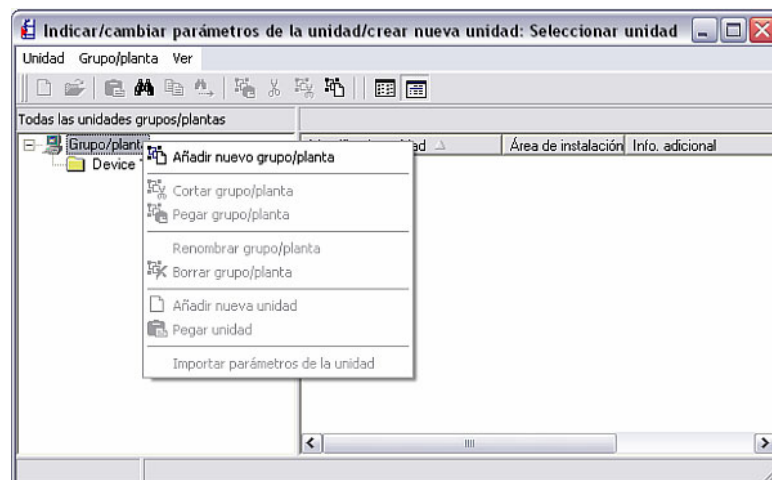 Indicar/cambiar parámetros de la unidad/crear nueva unidad: Seleccionar unidad
Unidad Grupo/planta Ver
Todas las unidades grupos/plantas
Grupo/plant
Device
Área de instalación Info. adicional
Añadir nuevo grupo/planta
Cortar grupo/planta
Pegar grupo/planta
Renombrar grupo/planta
Borrar grupo/planta
Añadir nueva unidad
Pegar unidad
Importar parámetros de la unidad